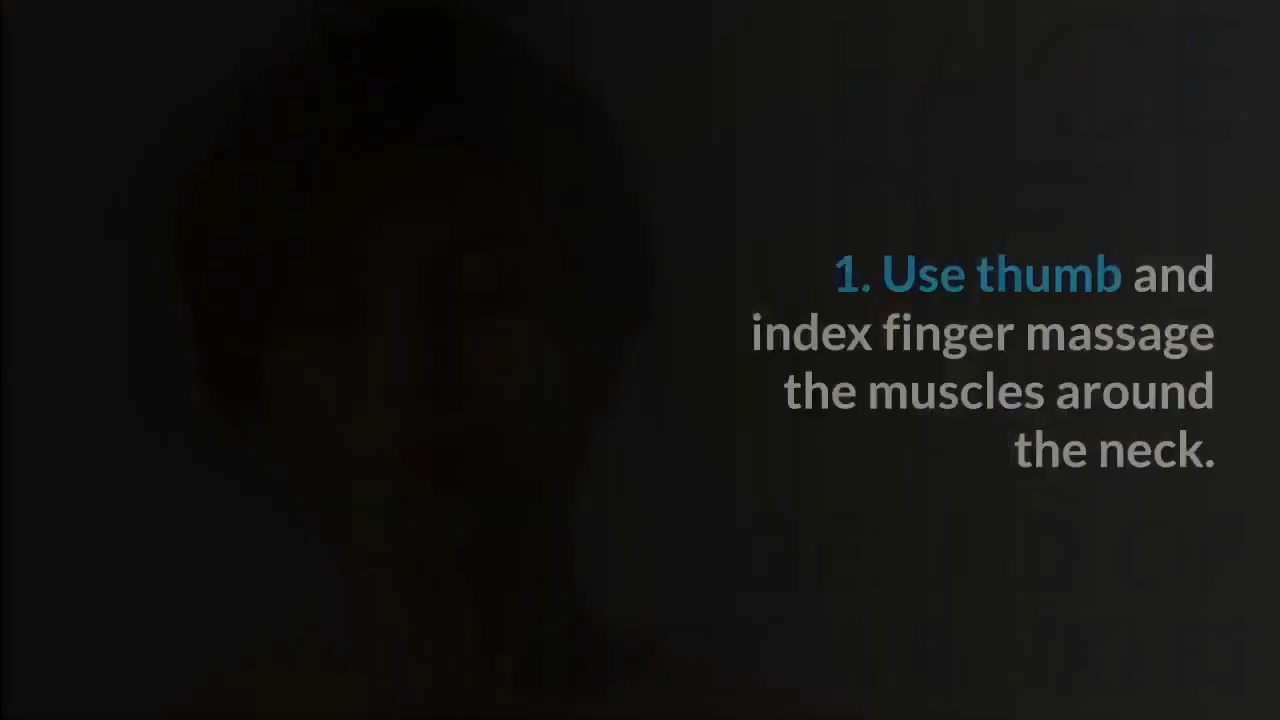 1. Use thumb and
index finger massage
the muscles around
the neck.